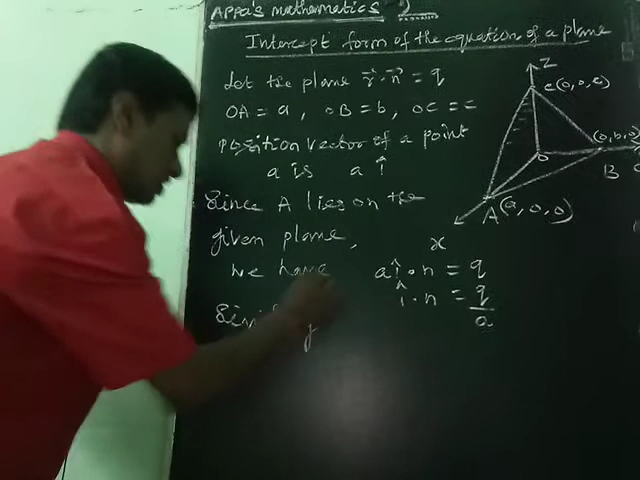 APPA's mathematics
Intercept form of the equation of a plane
Let the plane r⃗.n⃗ = q
OA = a, OB = b, OC = c
Position vector of a point
a is a î
Since A lies on the
given plane,
we have a î . n = q
î . n = q/a
Z
C(0, 0, c)
O
(0, b, 0)
B
A(a, 0, 0)
x